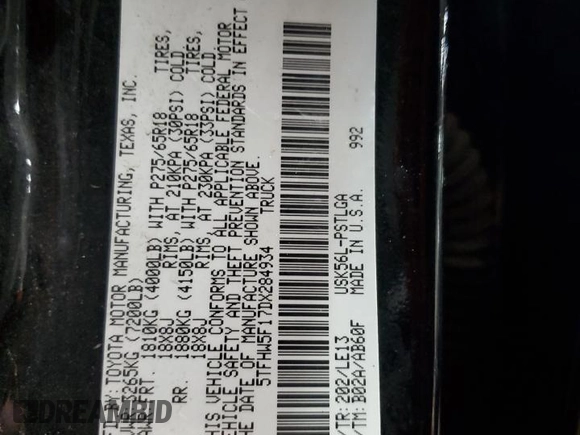 BY: TOYOTA MOTOR MANUFACTURING, TEXAS, INC.
3265KG (7200LB)
FRT. 1810KG (4000LB) WITH P275/65R18 TIRES,
18X8J RIMS, AT 210KPA (30PSI) COLD
RR. 1880KG (4150LB) WITH P275/65R18 TIRES,
18X8J RIMS, AT 230KPA (33PSI) COLD
THIS VEHICLE CONFORMS TO ALL APPLICABLE FEDERAL MOTOR
VEHICLE SAFETY AND THEFT PREVENTION STANDARDS IN EFFECT
THE DATE OF MANUFACTURE SHOWN ABOVE.
5TFHW5F17DX284934 TRUCK
/TR: 202/LE13 USK56L-PSTLGA
/TM: B02A/AB60F MADE IN U.S.A. 992
DREAMBID